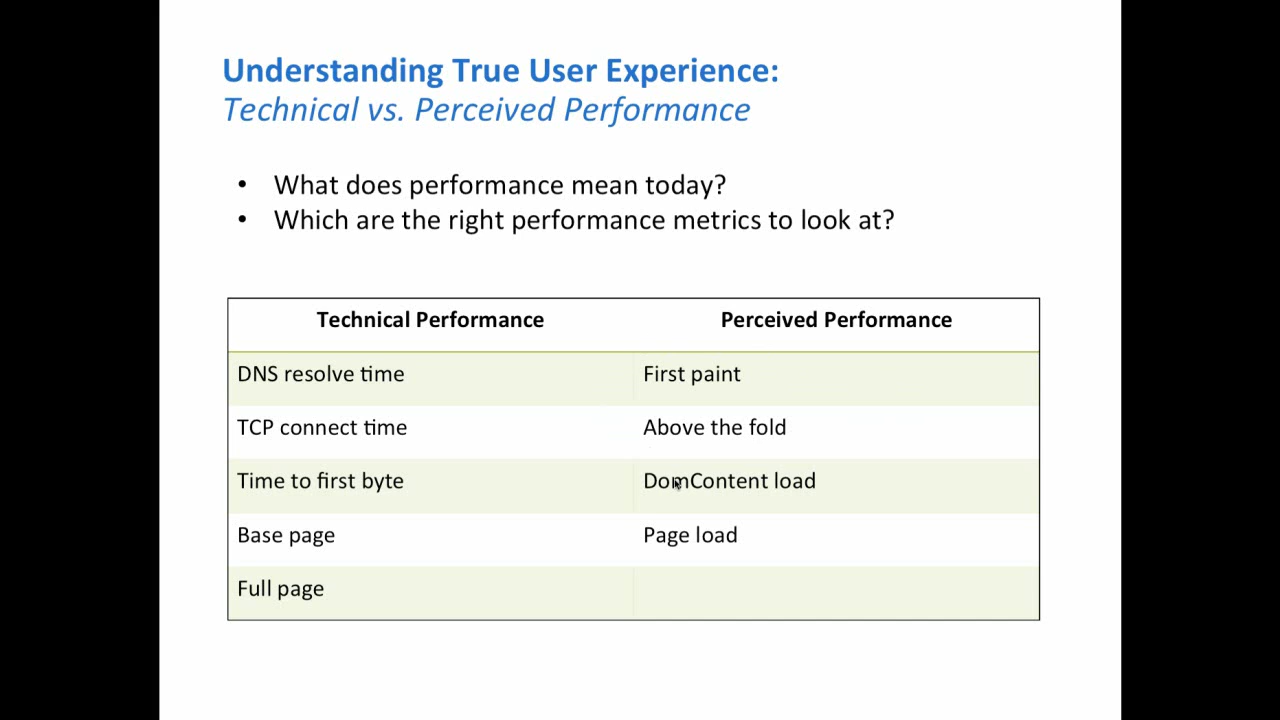 Understanding True User Experience:
Technical vs. Perceived Performance
• What does performance mean today?
• Which are the right performance metrics to look at?
Technical Performance Perceived Performance
DNS resolve time First paint
TCP connect time Above the fold
Time to first byte DomContent load
Base page Page load
Full page